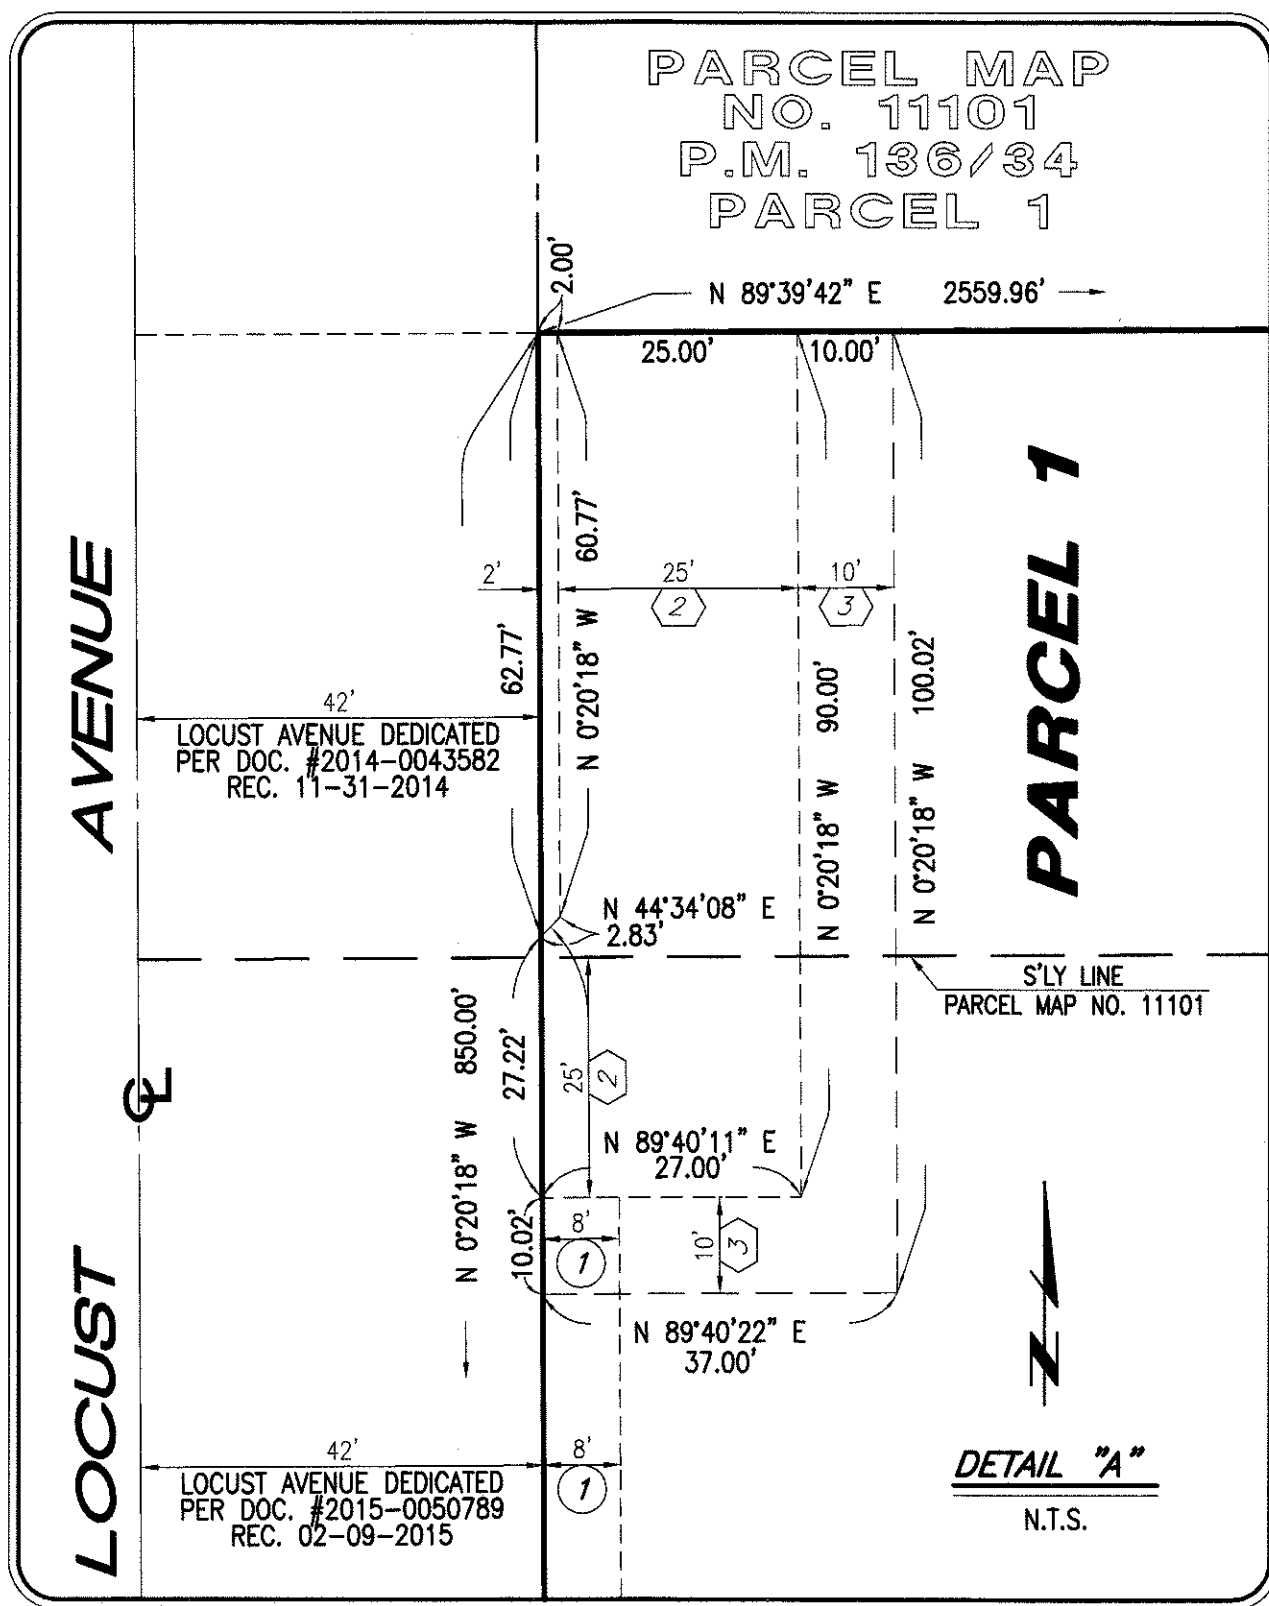 PARCEL MAP
NO. 11101
P.M. 136/34
PARCEL 1
2.00'
N 89°39'42" E 2559.96'
25.00'
10.00'
60.77'
N 0°20'18" W
2'
25'
2
10'
3
62.77'
N 0°20'18" W 90.00'
N 0°20'18" W 100.02'
PARCEL 1
42'
LOCUST AVENUE DEDICATED
PER DOC. #2014-0043582
REC. 11-31-2014
LOCUST AVENUE
N 44°34'08" E
2.83'
S'LY LINE
PARCEL MAP NO. 11101
N 0°20'18" W 850.00'
27.22'
25'
2
CL
N 89°40'11" E
27.00'
10.02'
8'
1
10'
3
N 89°40'22" E
37.00'
N
42'
LOCUST AVENUE DEDICATED
PER DOC. #2015-0050789
REC. 02-09-2015
8'
1
DETAIL "A"
N.T.S.